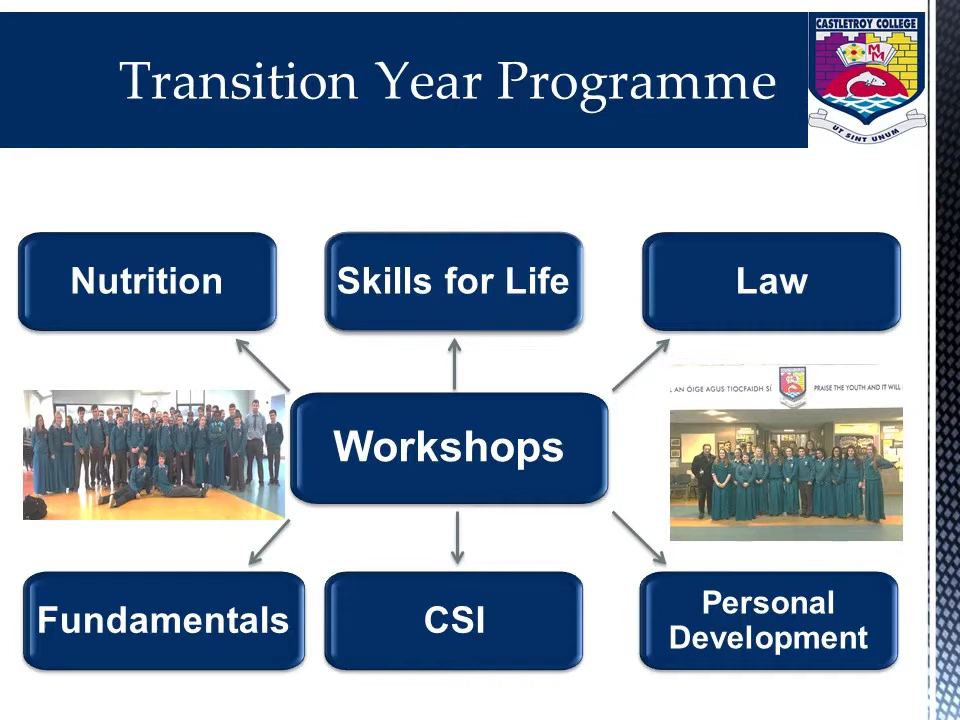 Transition Year Programme
CASTLETROY COLLEGE
MM
UT SINT UNUM
Nutrition
Skills for Life
Law
AN ÓIGE AGUS TIOCFAIDH SÍ
PRAISE THE YOUTH AND IT WILL
Workshops
Fundamentals
CSI
Personal
Development